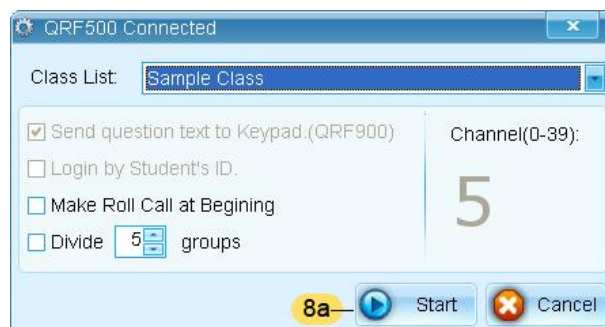 QRF500 Connected
Class List: Sample Class
Send question text to Keypad.(QRF900)
Login by Student's ID.
Make Roll Call at Begining
Divide 5 groups
Channel(0-39):
5
8a Start Cancel